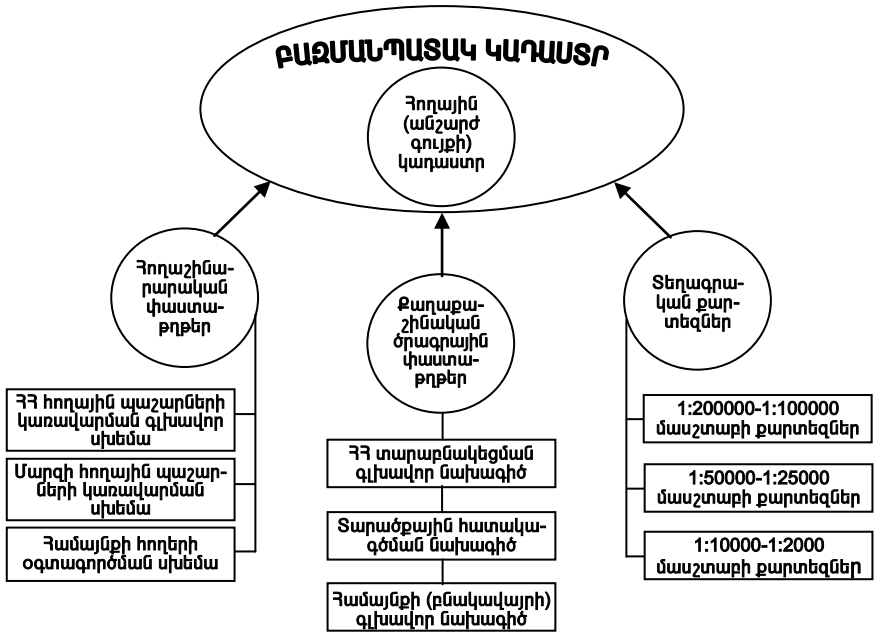 ԲԱԶՄԱՆՊԱՏԱԿ ԿԱԴԱՍՏՐ
Հողային
(անշարժ
գույքի)
կադաստր
Հողաշինա-
րարական
փաստա-
թղթեր
Քաղաքա-
շինական
ծրագրային
փաստա-
թղթեր
Տեղագրա-
կան քար-
տեզներ
ՀՀ հողային պաշարների
կառավարման գլխավոր
սխեմա
Մարզի հողային պաշար-
ների կառավարման
սխեմա
Համայնքի հողերի
օգտագործման սխեմա
ՀՀ տարաբնակեցման
գլխավոր նախագիծ
Տարածքային հատակա-
գծման նախագիծ
Համայնքի (բնակավայրի)
գլխավոր նախագիծ
1:200000-1:100000
մասշտաբի քարտեզներ
1:50000-1:25000
մասշտաբի քարտեզներ
1:10000-1:2000
մասշտաբի քարտեզներ